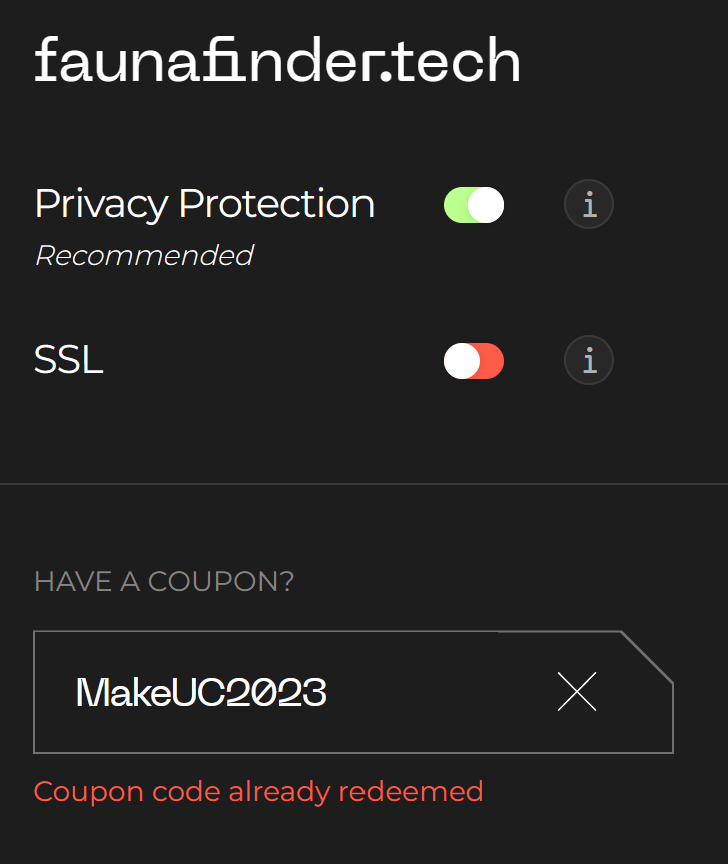 faunafinder.tech
Privacy Protection
i
Recommended
SSL
i
HAVE A COUPON?
MakeUC2023
Coupon code already redeemed